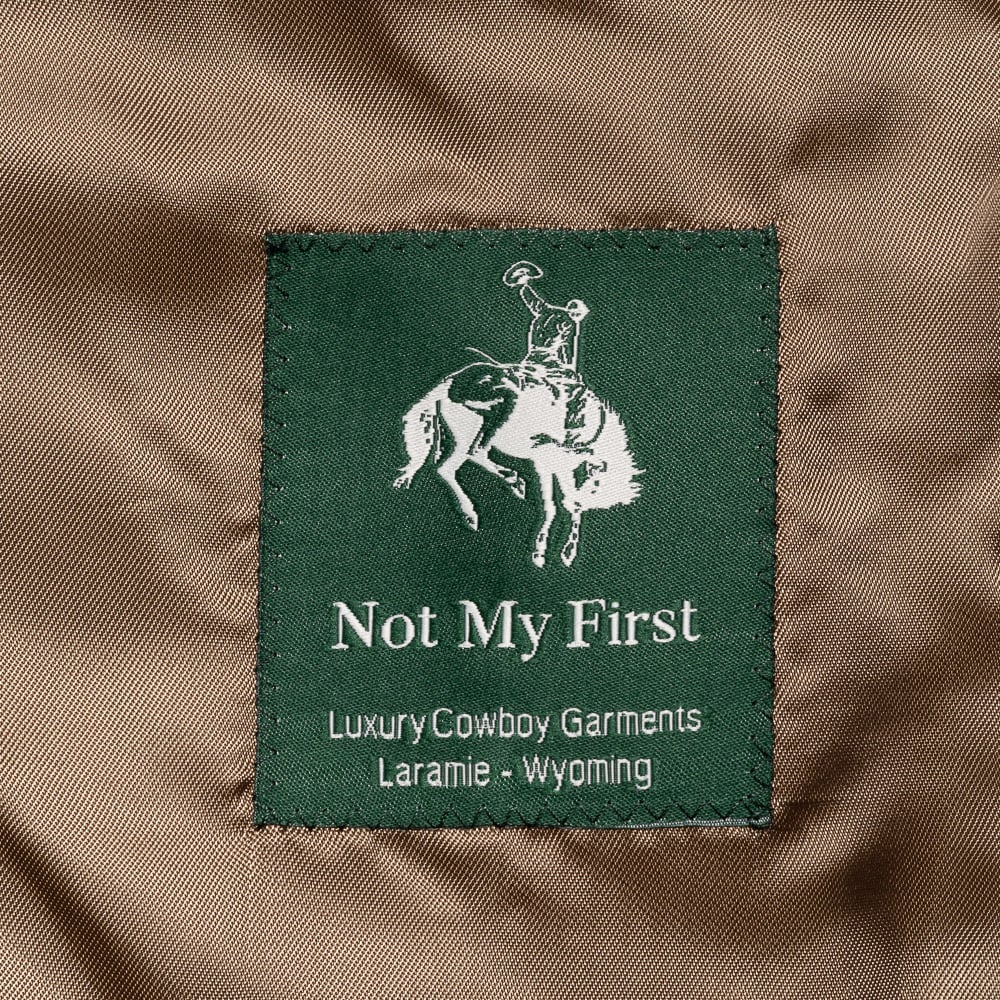 Not My First
Luxury Cowboy Garments
Laramie - Wyoming